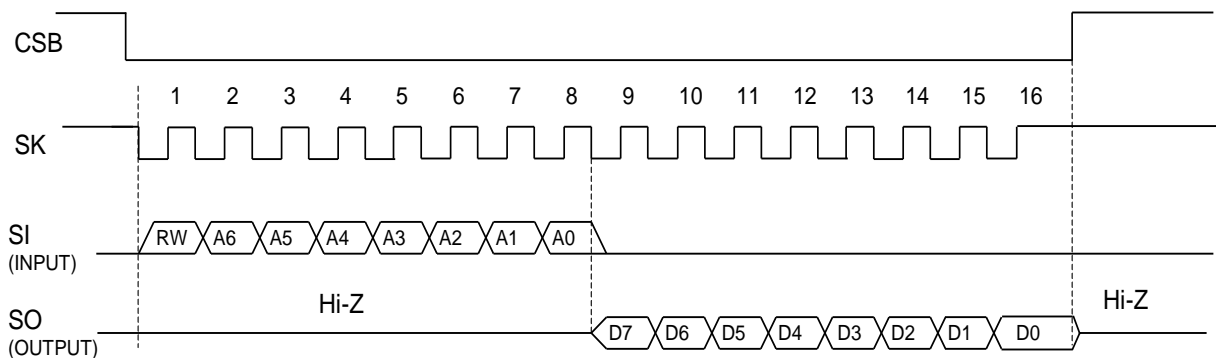 CSB
1 2 3 4 5 6 7 8 9 10 11 12 13 14 15 16
SK
SI
(INPUT)
RW A6 A5 A4 A3 A2 A1 A0
Hi-Z
Hi-Z
SO
(OUTPUT)
D7 D6 D5 D4 D3 D2 D1 D0